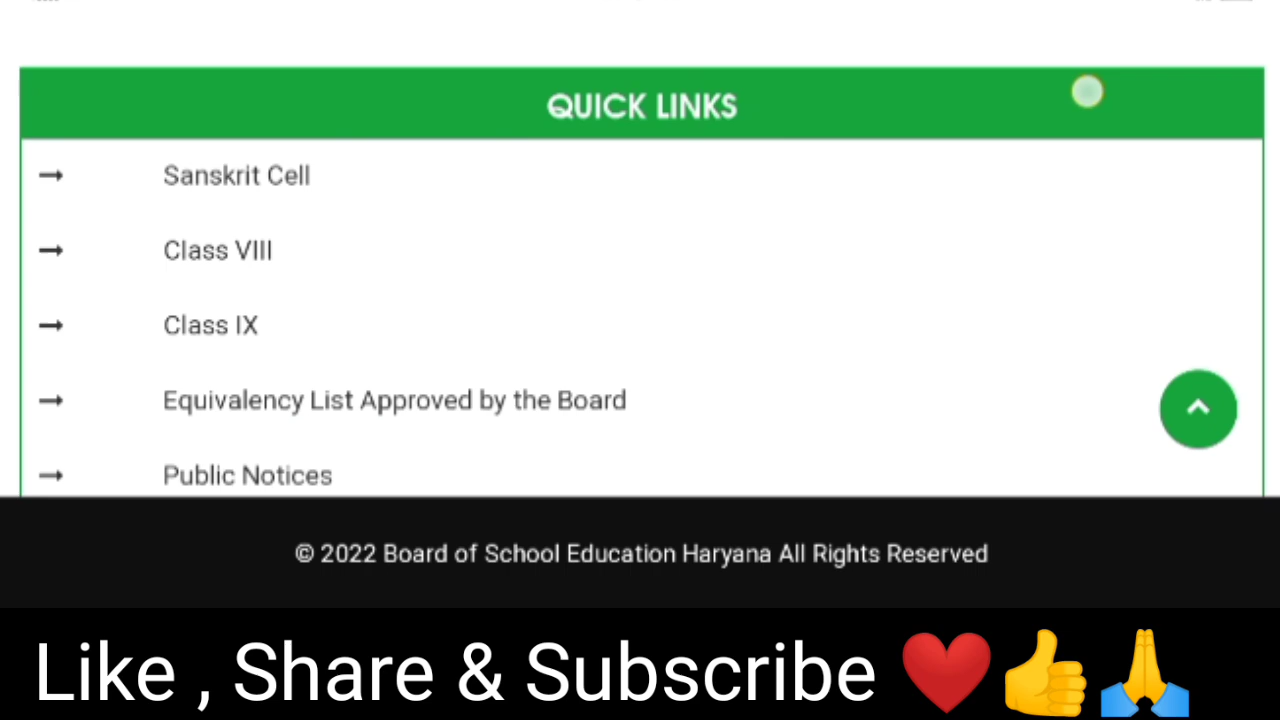 QUICK LINKS
Sanskrit Cell
Class VIII
Class IX
Equivalency List Approved by the Board
Public Notices
© 2022 Board of School Education Haryana All Rights Reserved
Like , Share & Subscribe ❤️👍🙏